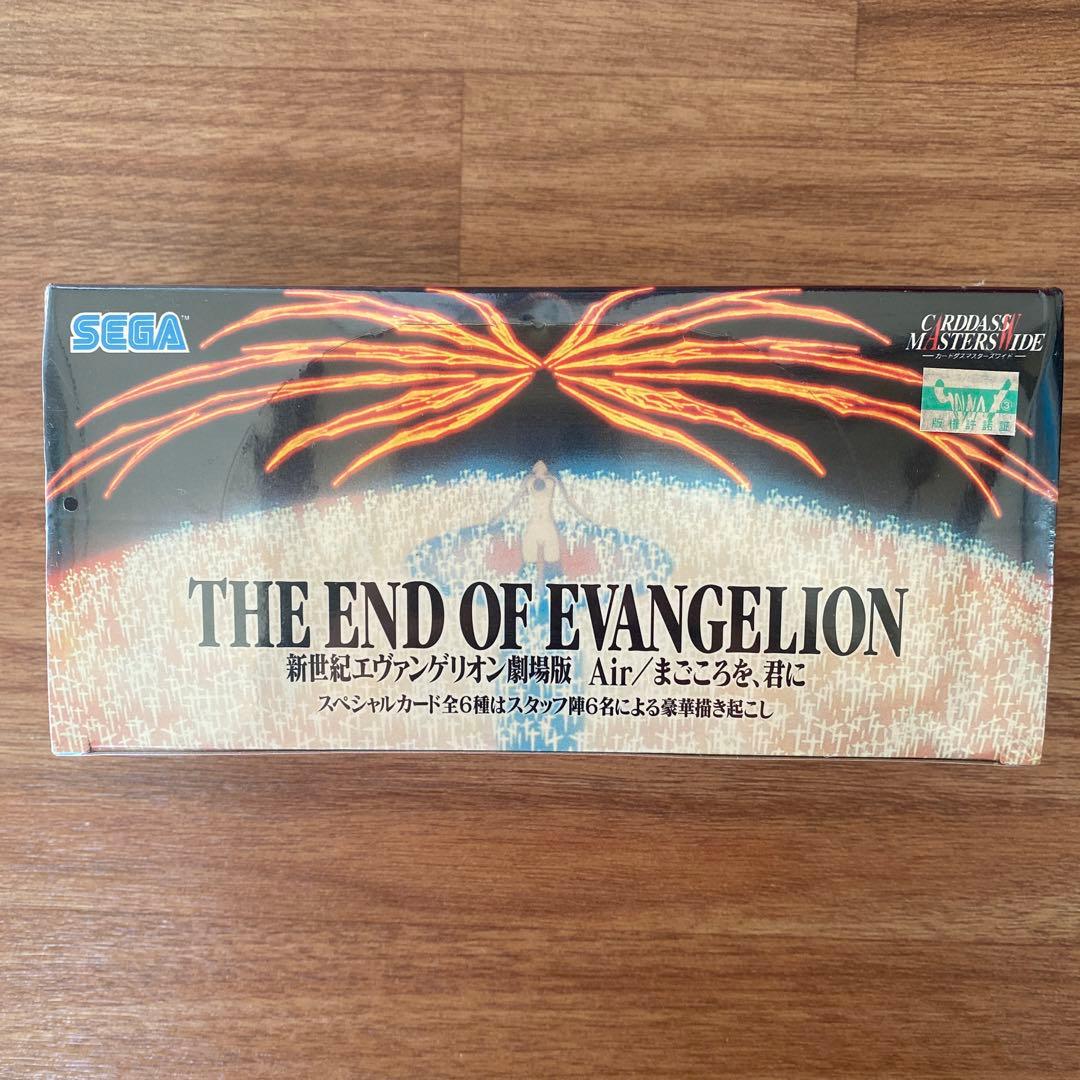 SEGA™
CARDDASS
MASTERS WIDE
カードダスマスターズワイド
GAINAX
③
版権許諾証
THE END OF EVANGELION
新世紀エヴァンゲリオン劇場版 Air/まごころを、君に
スペシャルカード全6種はスタッフ陣6名による豪華描き起こし